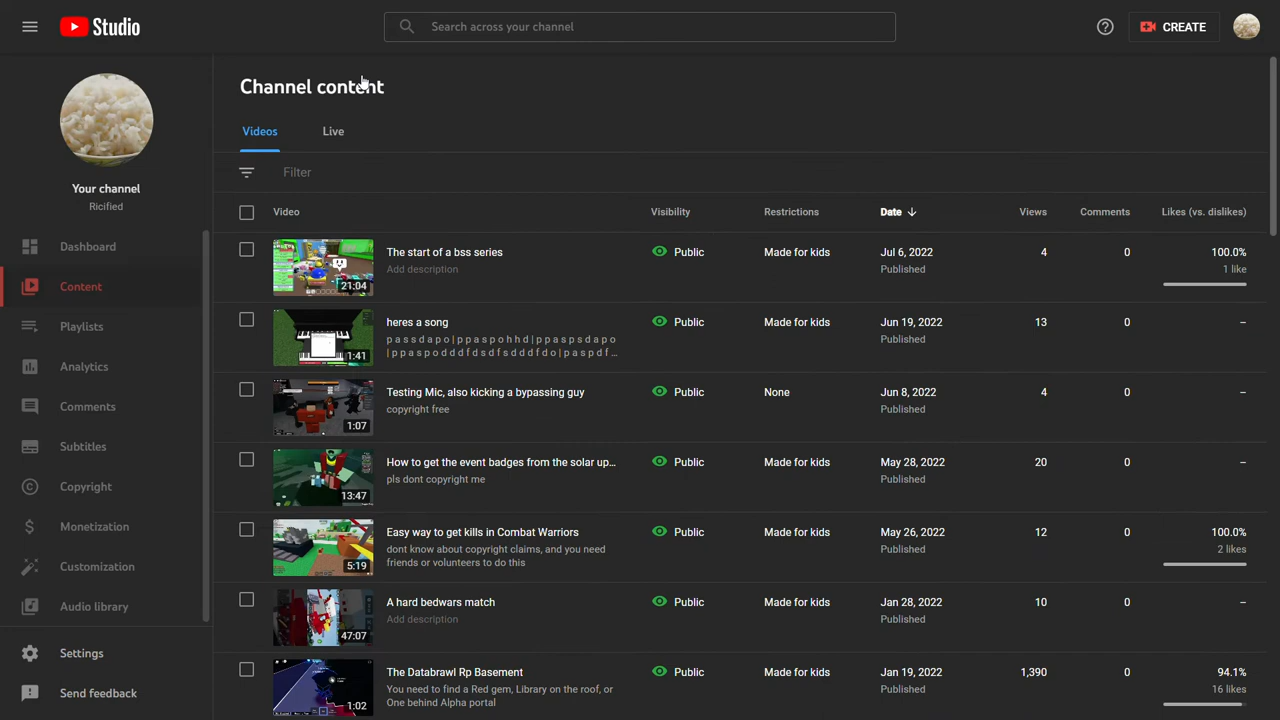 Studio
Search across your channel
CREATE
Channel content
Videos
Live
Filter
Your channel
Ricified
Dashboard
Content
Playlists
Analytics
Comments
Subtitles
Copyright
Monetization
Customization
Audio library
Settings
Send feedback
Video Visibility Restrictions Date Views Comments Likes (vs. dislikes)
The start of a bss series Public Made for kids Jul 6, 2022 4 0 100.0%
Add description Published 1 like
21:04
heres a song Public Made for kids Jun 19, 2022 13 0 –
p a s s d a p o | p p a s p o h h d | p p a s p s d a p o Published
| p p a s p o d d d f d s d f s d d d f d o | p a s p d f ...
1:41
Testing Mic, also kicking a bypassing guy Public None Jun 8, 2022 4 0 –
copyright free Published
1:07
How to get the event badges from the solar up... Public Made for kids May 28, 2022 20 0 –
pls dont copyright me Published
13:47
Easy way to get kills in Combat Warriors Public Made for kids May 26, 2022 12 0 100.0%
dont know about copyright claims, and you need Published 2 likes
friends or volunteers to do this
5:19
A hard bedwars match Public Made for kids Jan 28, 2022 10 0 –
Add description Published
47:07
The Databrawl Rp Basement Public Made for kids Jan 19, 2022 1,390 0 94.1%
You need to find a Red gem, Library on the roof, or Published 16 likes
One behind Alpha portal
1:02